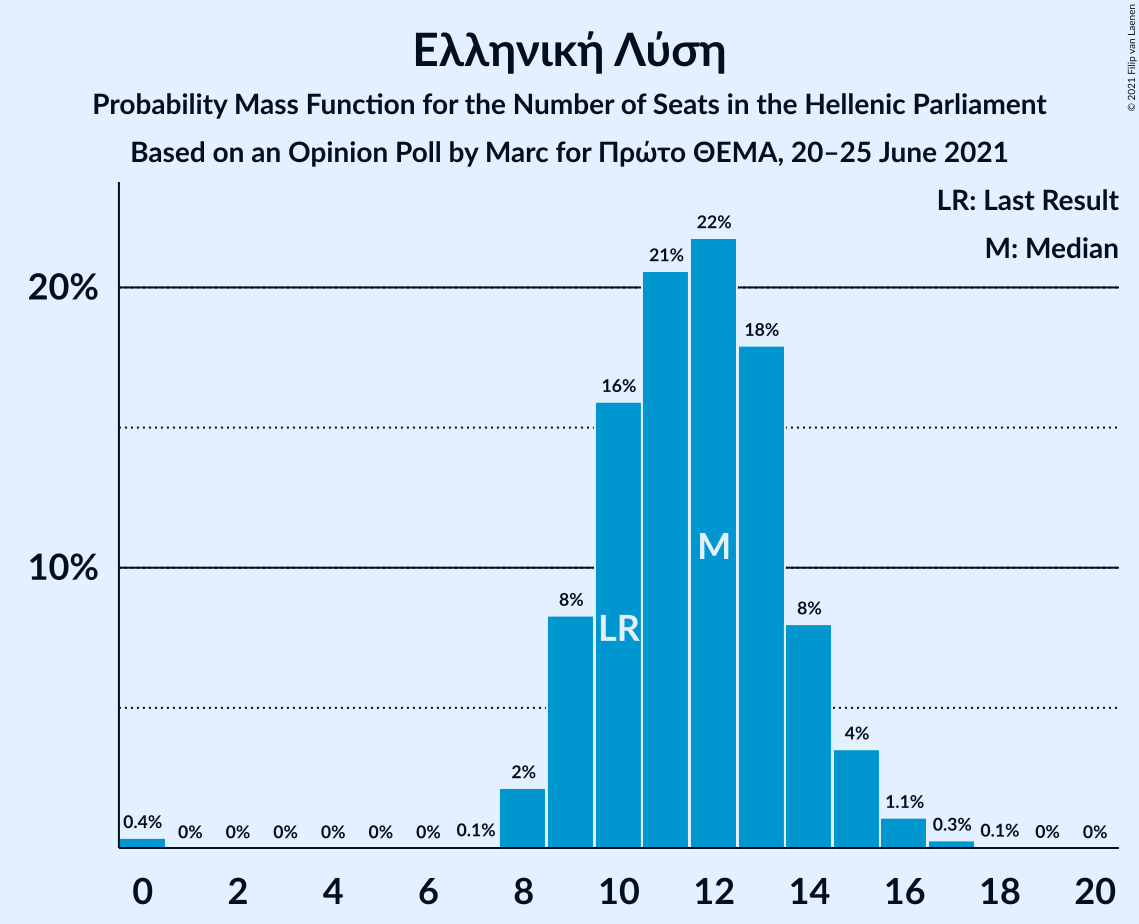 © 2021 Filip van Laenen
Ελληνική Λύση
Probability Mass Function for the Number of Seats in the Hellenic Parliament
Based on an Opinion Poll by Marc for Πρώτο ΘΕΜΑ, 20–25 June 2021
LR: Last Result
M: Median
20%
10%
0.4% 0% 0% 0% 0% 0% 0% 0.1% 2% 8% 16% 21% 22% 18% 8% 4% 1.1% 0.3% 0.1% 0% 0%
LR M
0 2 4 6 8 10 12 14 16 18 20